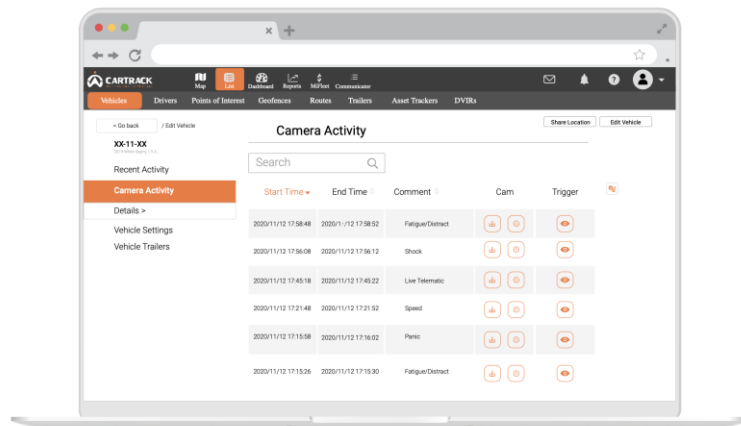 CARTRACK
Map List Dashboard Reports MiFleet Communicator
Vehicles Drivers Points of Interest Geofences Routes Trailers Asset Trackers DVIRs
< Go back / Edit Vehicle
Share Location Edit Vehicle
Camera Activity
XX-11-XX
Search
Recent Activity
Camera Activity
Start Time End Time Comment Cam Trigger
Details >
2020/11/12 17:58:48 2020/1-/12 17:58:52 Fatigue/Distract
Vehicle Settings
Vehicle Trailers
2020/11/12 17:56:08 2020/11/12 17:56:12 Shock
2020/11/12 17:45:18 2020/11/12 17:45:22 Live Telematic
2020/11/12 17:21:48 2020/11/12 17:21:52 Speed
2020/11/12 17:15:58 2020/11/12 17:16:02 Panic
2020/11/12 17:15:26 2020/11/12 17:15:30 Fatigue/Distract